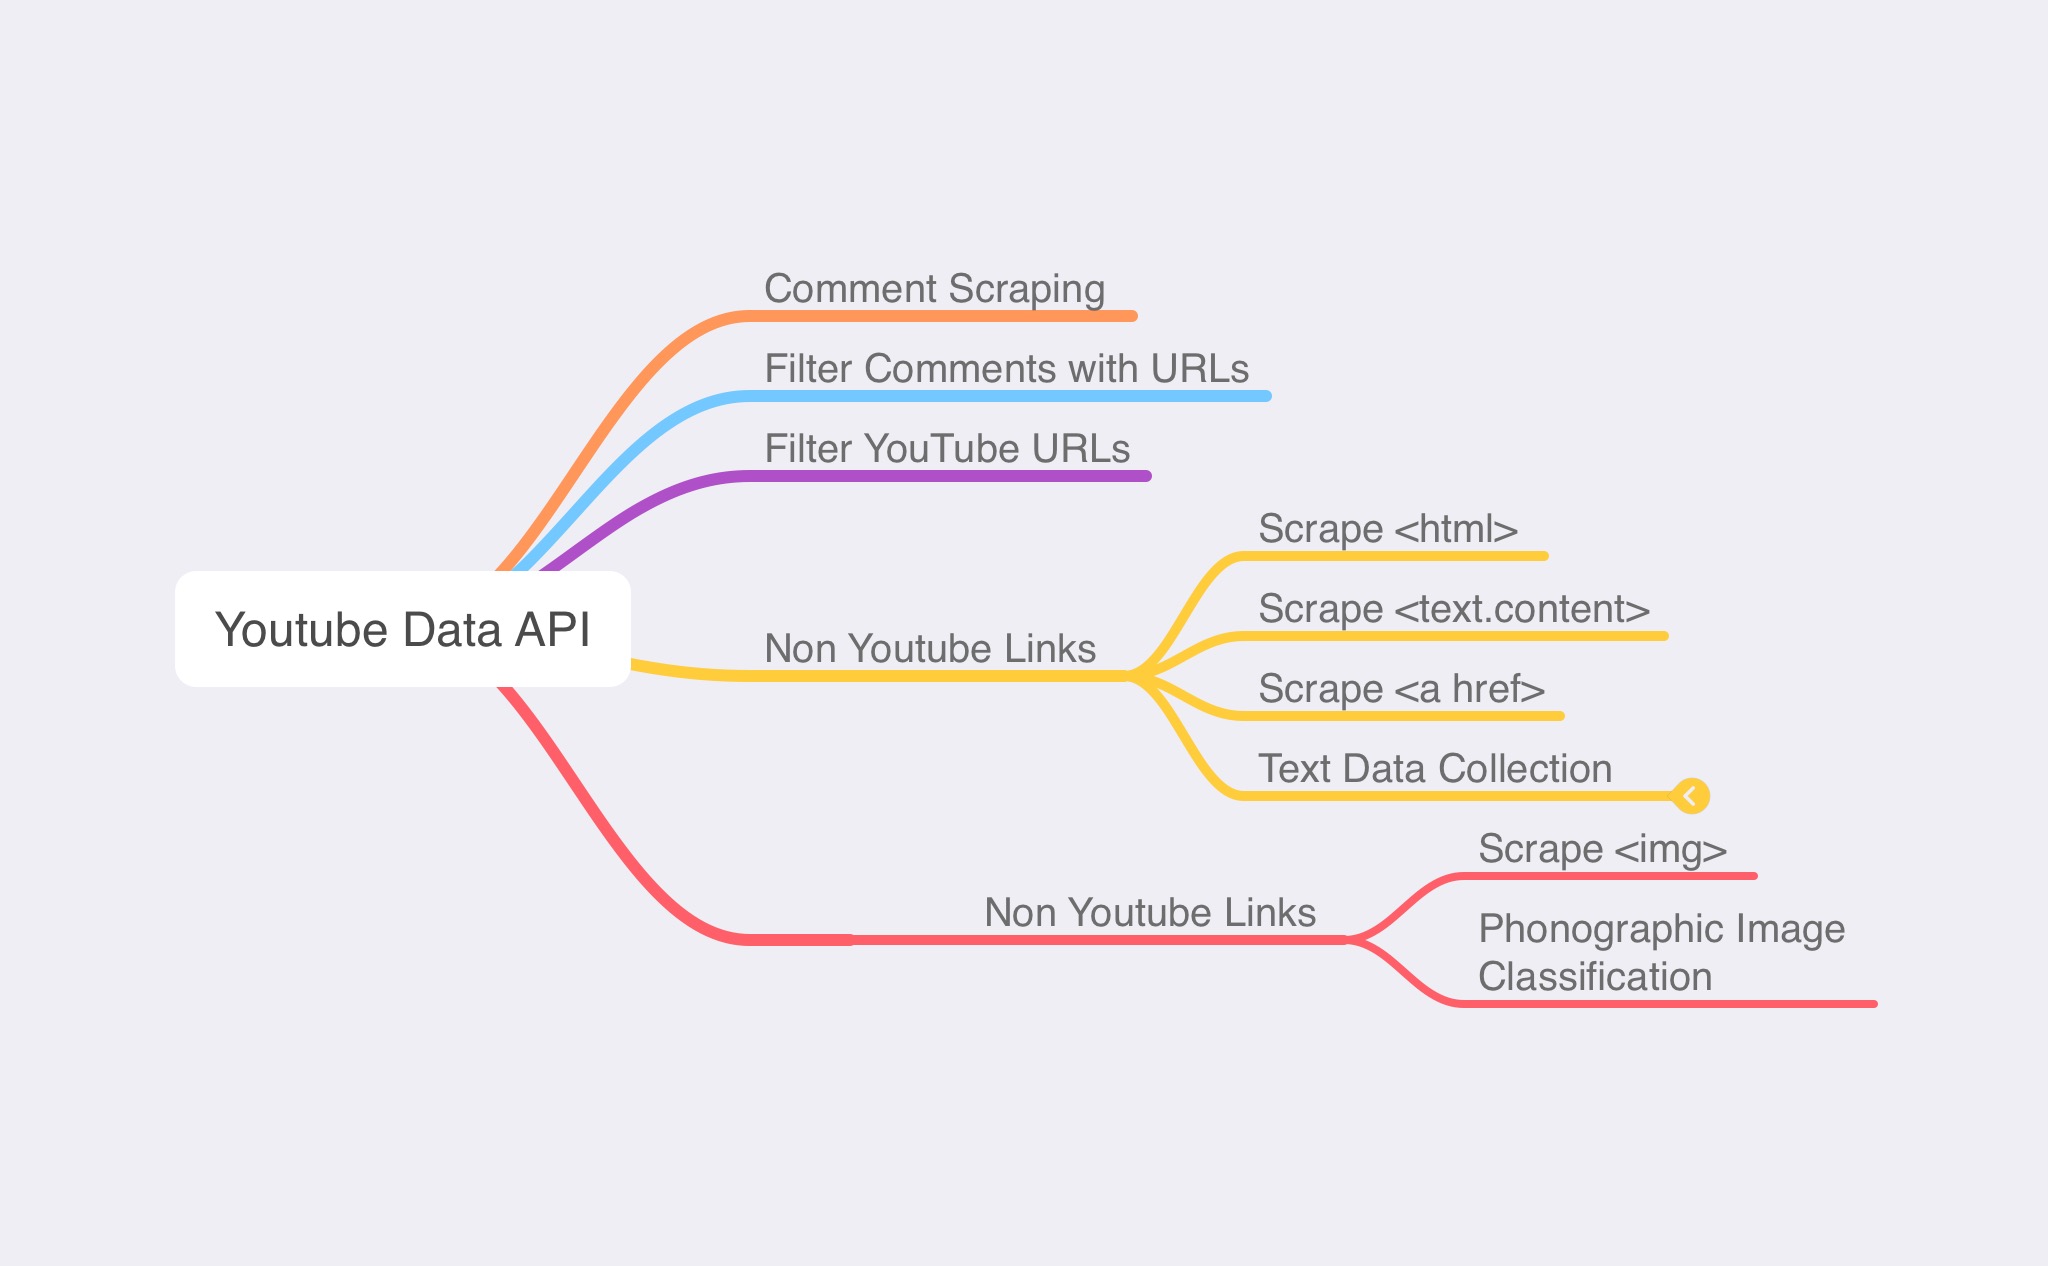 Comment Scraping
Filter Comments with URLs
Filter YouTube URLs
Youtube Data API
Non Youtube Links
Scrape <html>
Scrape <text.content>
Scrape <a href>
Text Data Collection
Non Youtube Links
Scrape <img>
Phonographic Image
Classification